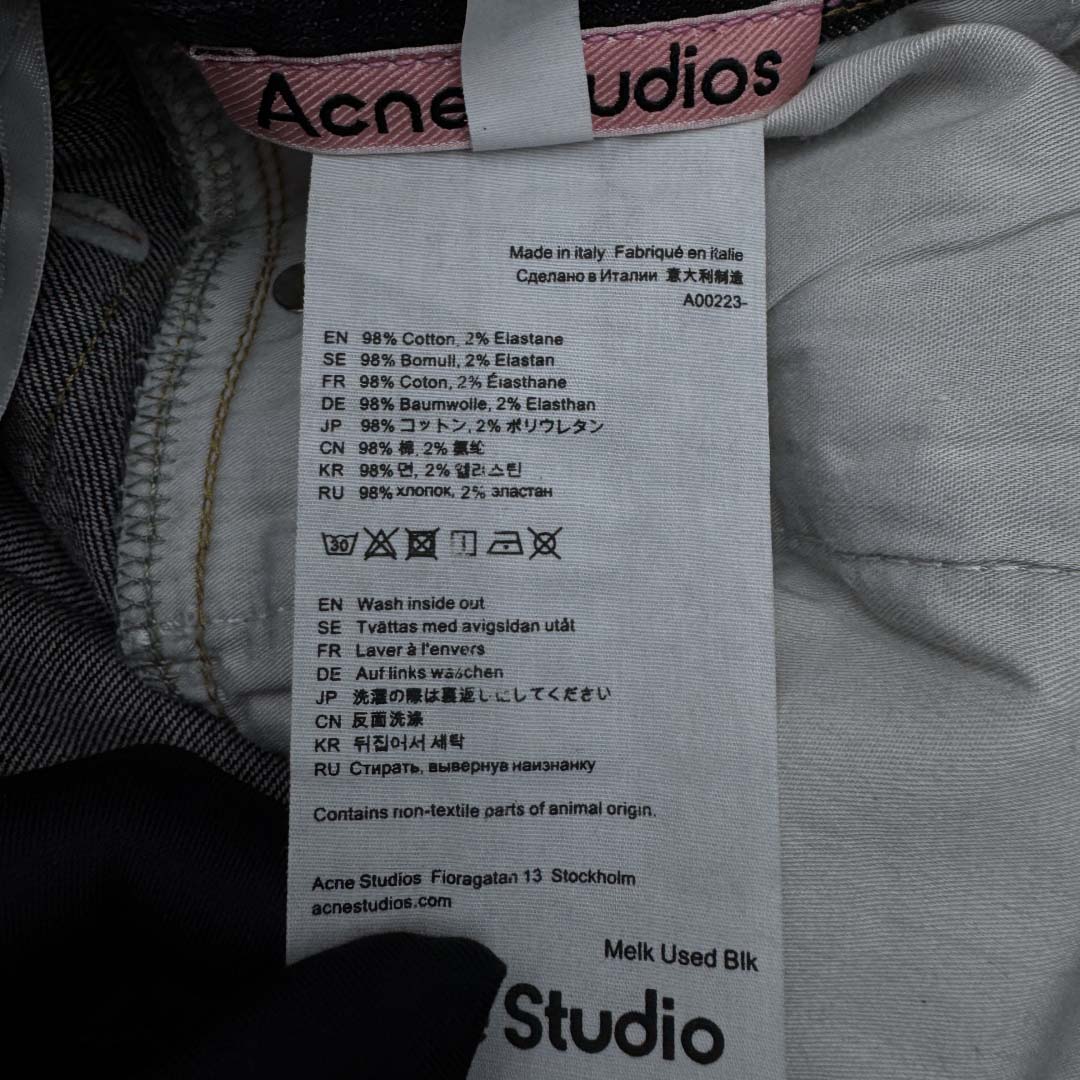 Acne Studios
Made in italy Fabriqué en italie
Сделано в Италии 意大利制造
A00223-
EN 98% Cotton, 2% Elastane
SE 98% Bomull, 2% Elastan
FR 98% Coton, 2% Élasthane
DE 98% Baumwolle, 2% Elasthan
JP 98% コットン, 2% ポリウレタン
CN 98% 棉, 2% 氨纶
KR 98% 면, 2% 엘라스틴
RU 98% хлопок, 2% эластан
30
EN Wash inside out
SE Tvättas med avigsidan utåt
FR Laver à l'envers
DE Auf links waschen
JP 洗濯の際は裏返しにしてください
CN 反面洗涤
KR 뒤집어서 세탁
RU Стирать, вывернув наизнанку
Contains non-textile parts of animal origin.
Acne Studios Floragatan 13 Stockholm
acnestudios.com
Melk Used Blk
Studio